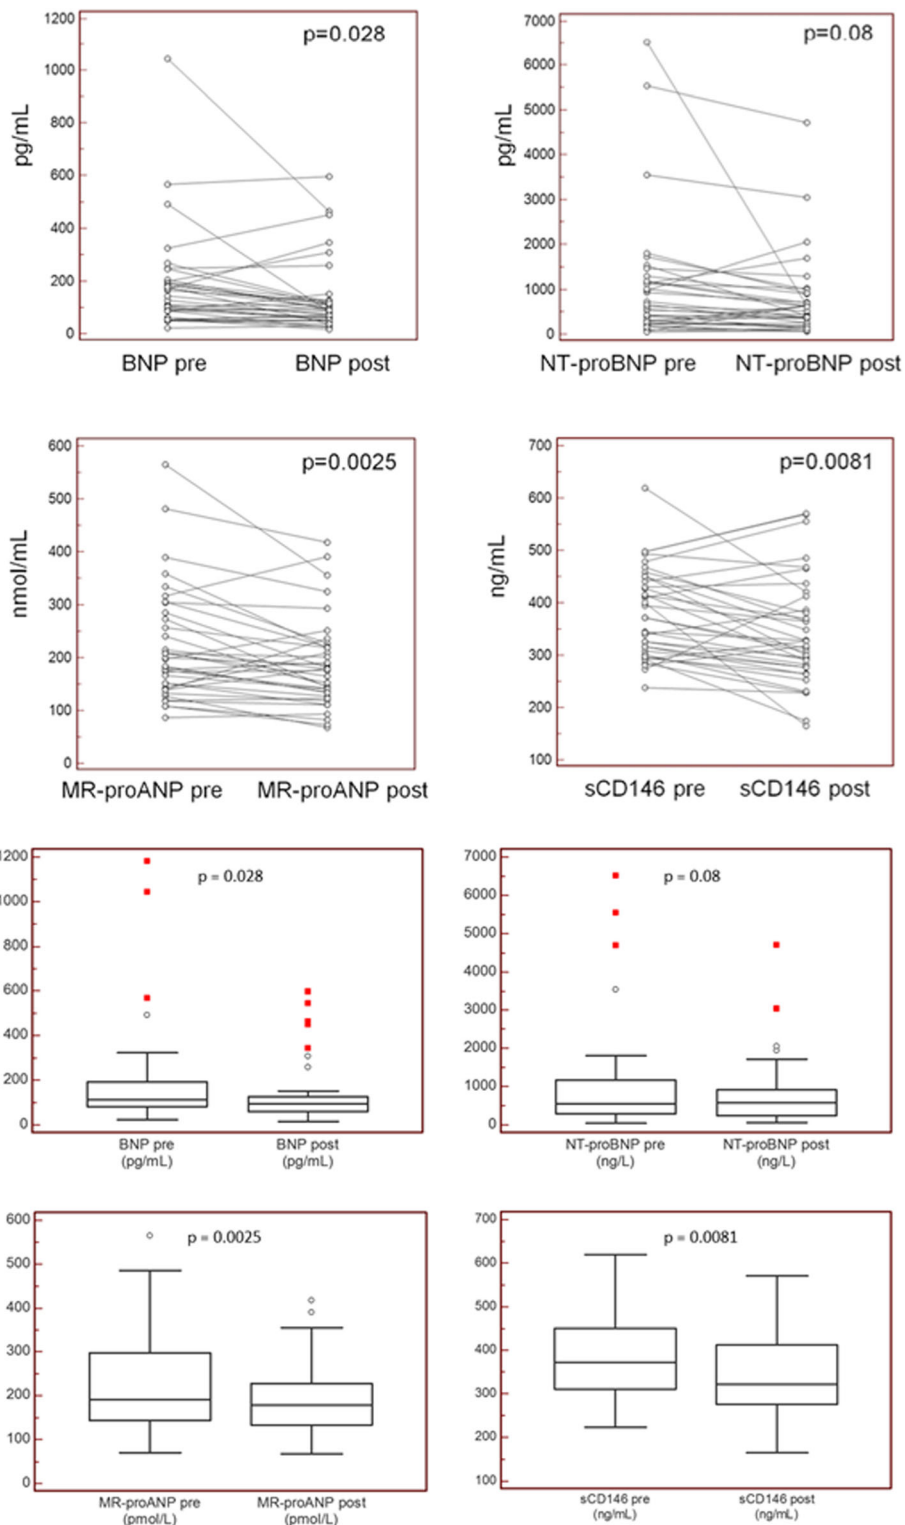 p=0.028
pg/mL
1200
1000
800
600
400
200
0
BNP pre
BNP post
p=0.08
pg/mL
7000
6000
5000
4000
3000
2000
1000
0
NT-proBNP pre
NT-proBNP post
p=0.0025
nmol/mL
600
500
400
300
200
100
0
MR-proANP pre
MR-proANP post
p=0.0081
ng/mL
700
600
500
400
300
200
100
sCD146 pre
sCD146 post
p = 0.028
1200
1000
800
600
400
200
0
BNP pre
(pg/mL)
BNP post
(pg/mL)
p = 0.08
7000
6000
5000
4000
3000
2000
1000
0
NT-proBNP pre
(ng/L)
NT-proBNP post
(ng/L)
p = 0.0025
600
500
400
300
200
100
0
MR-proANP pre
(pmol/L)
MR-proANP post
(pmol/L)
p = 0.0081
700
600
500
400
300
200
100
sCD146 pre
(ng/mL)
sCD146 post
(ng/mL)